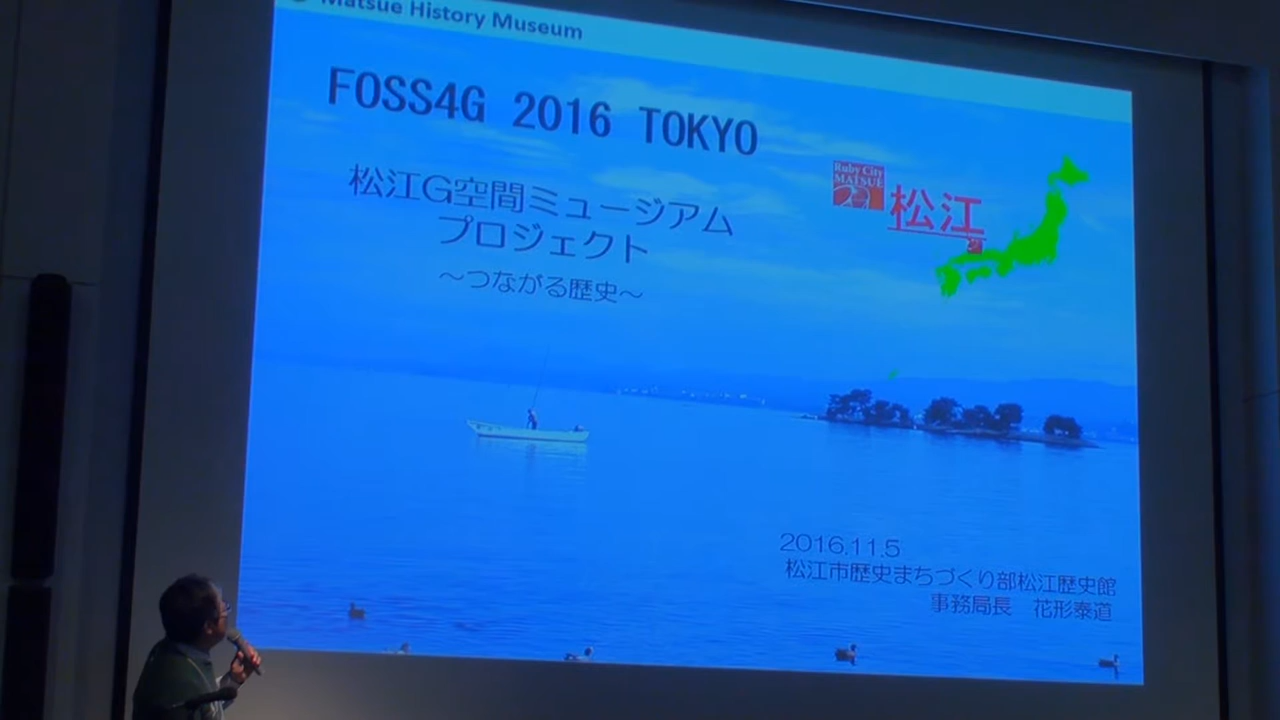 Matsue History Museum
FOSS4G 2016 TOKYO
松江G空間ミュージアム
プロジェクト
～つながる歴史～
Ruby City
MATSUE
松江
2016.11.5
松江市歴史まちづくり部松江歴史館
事務局長　花形泰道